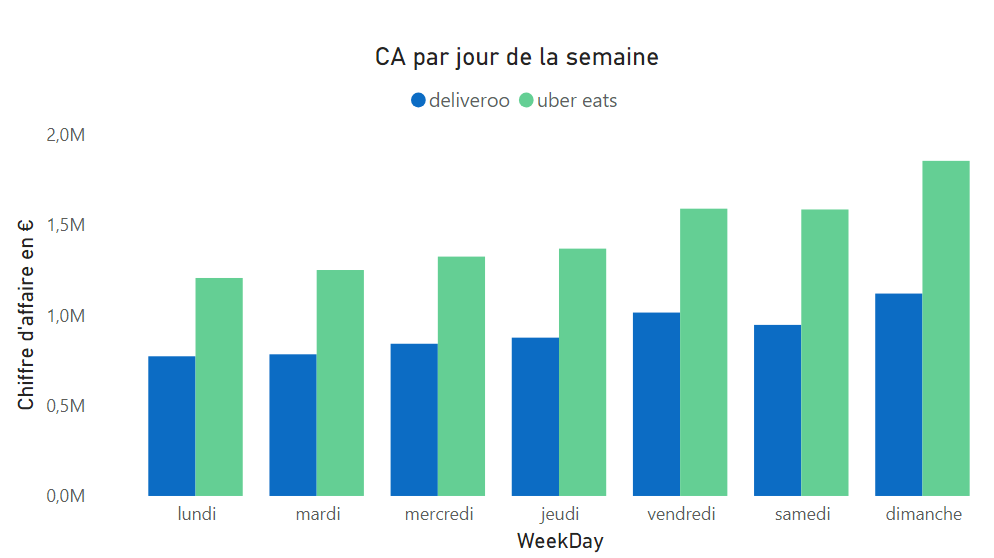 CA par jour de la semaine
deliveroo uber eats
Chiffre d'affaire en €
2,0M
1,5M
1,0M
0,5M
0,0M
lundi mardi mercredi jeudi vendredi samedi dimanche
WeekDay